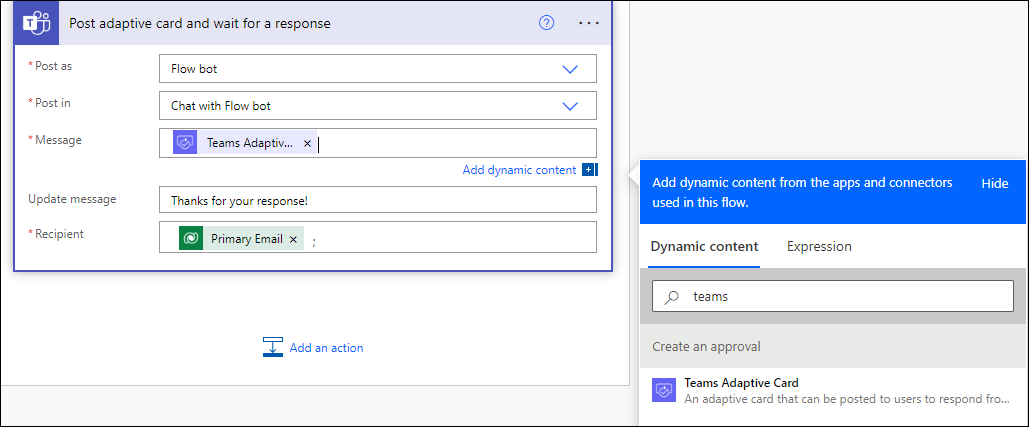 Post adaptive card and wait for a response
* Post as
Flow bot
* Post in
Chat with Flow bot
* Message
Teams Adaptiv... ×
Add dynamic content +
Update message
Thanks for your response!
* Recipient
Primary Email × ;
Add an action
Add dynamic content from the apps and connectors
used in this flow.
Hide
Dynamic content Expression
teams
Create an approval
Teams Adaptive Card
An adaptive card that can be posted to users to respond fro...